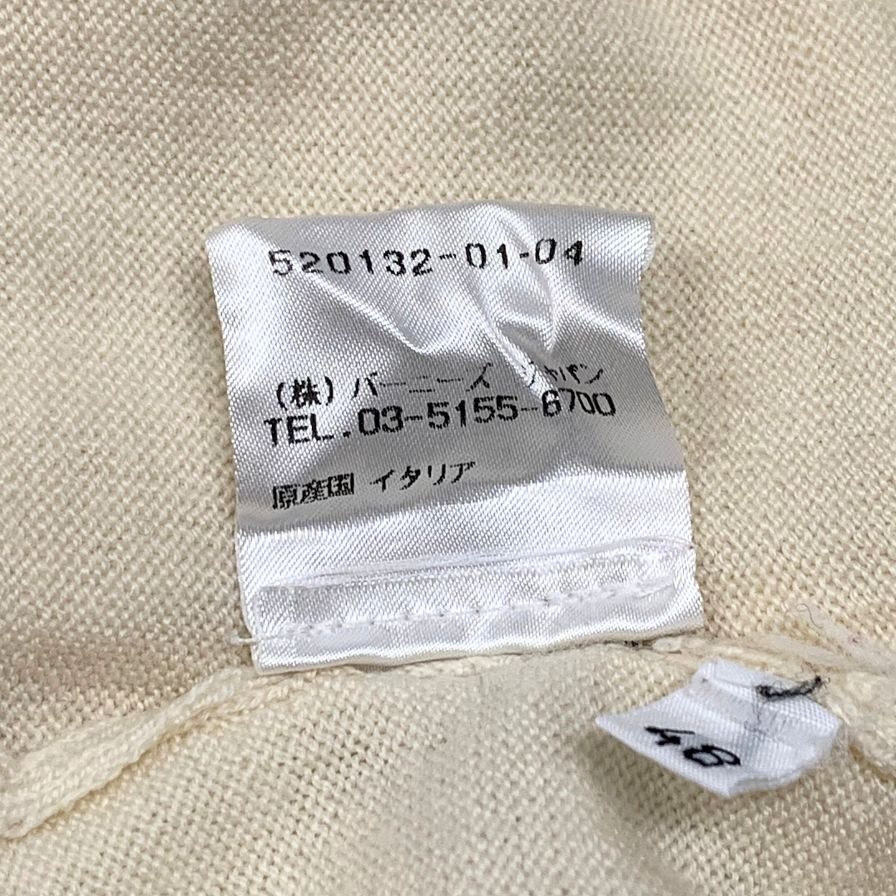 520132-01-04
(株) バーニーズ ジャパン
TEL.03-5155-6700
原産国 イタリア
48